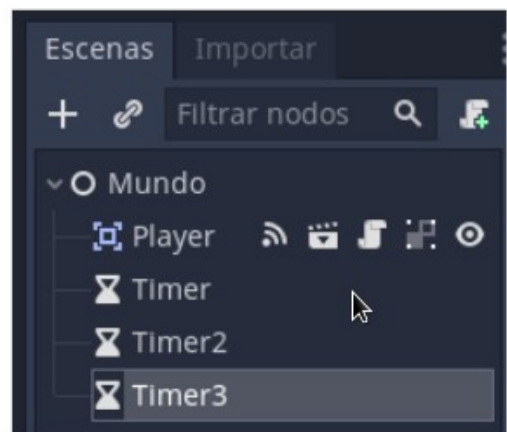 Escenas Importar
Filtrar nodos
Mundo
Player
Timer
Timer2
Timer3